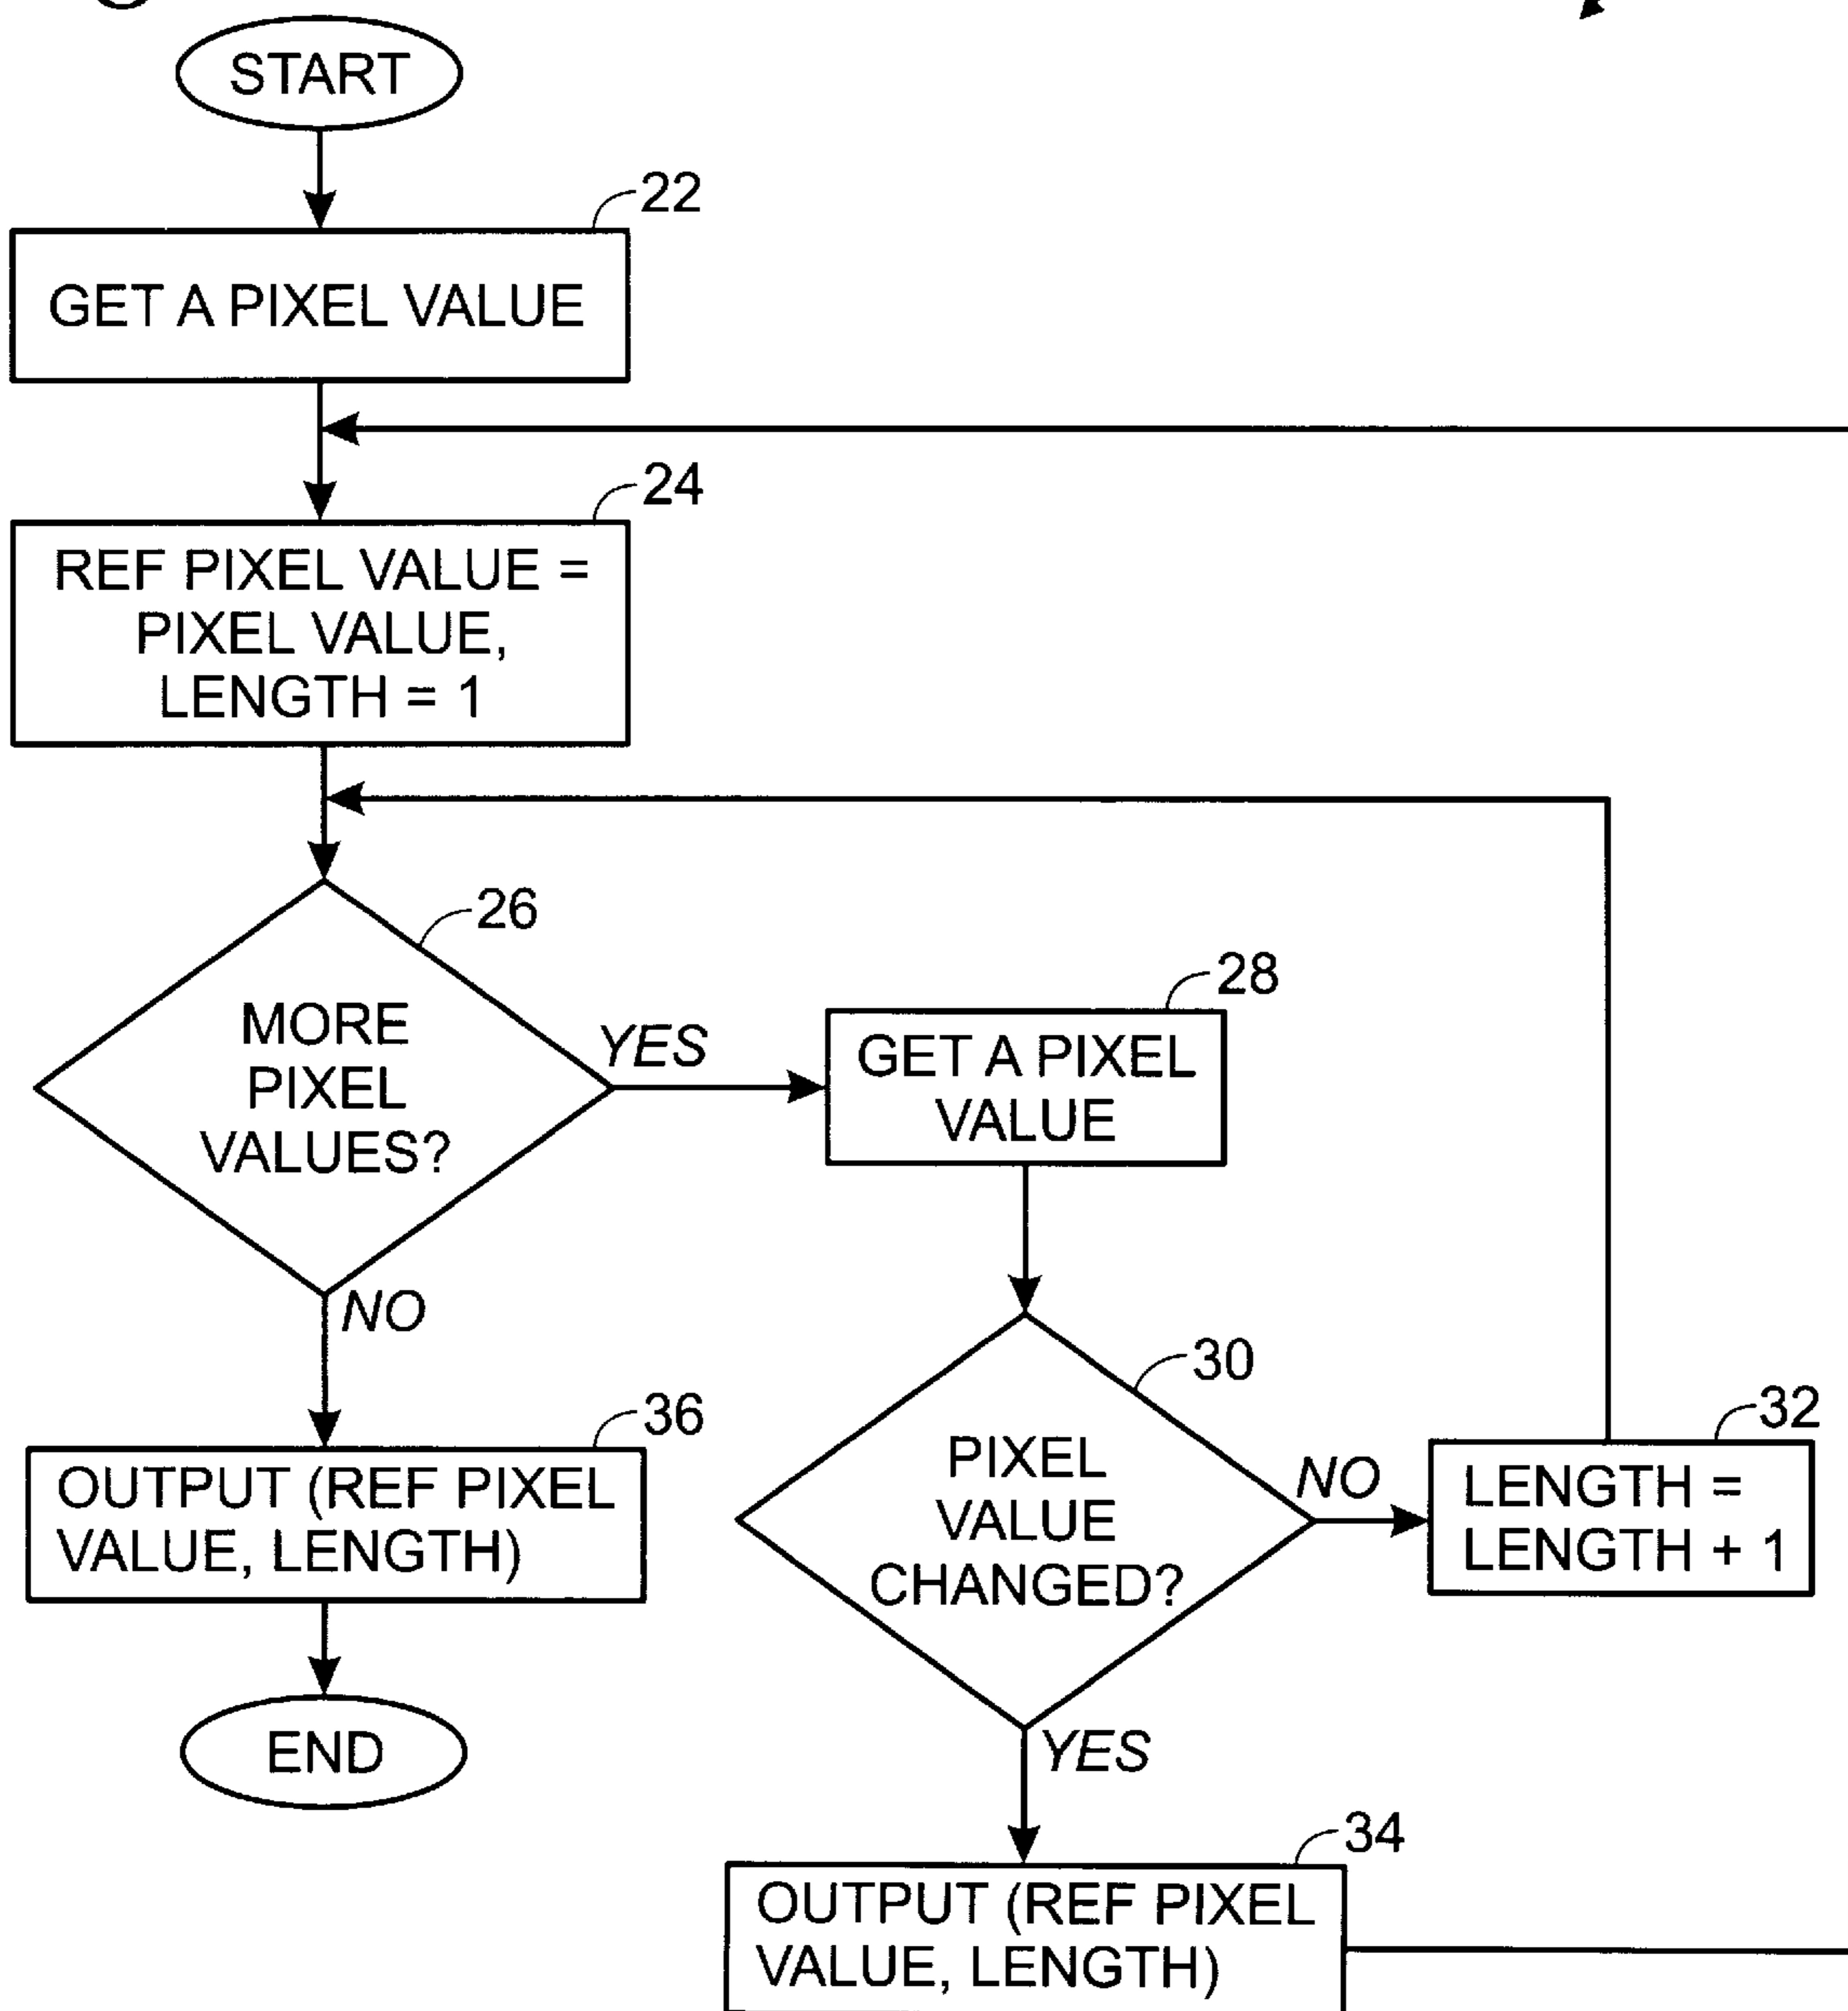 START
22
GET A PIXEL VALUE
24
REF PIXEL VALUE =
PIXEL VALUE,
LENGTH = 1
26
MORE
PIXEL
VALUES?
YES
28
GET A PIXEL
VALUE
NO
30
PIXEL
VALUE
CHANGED?
NO
32
LENGTH =
LENGTH + 1
36
OUTPUT (REF PIXEL
VALUE, LENGTH)
END
YES
34
OUTPUT (REF PIXEL
VALUE, LENGTH)